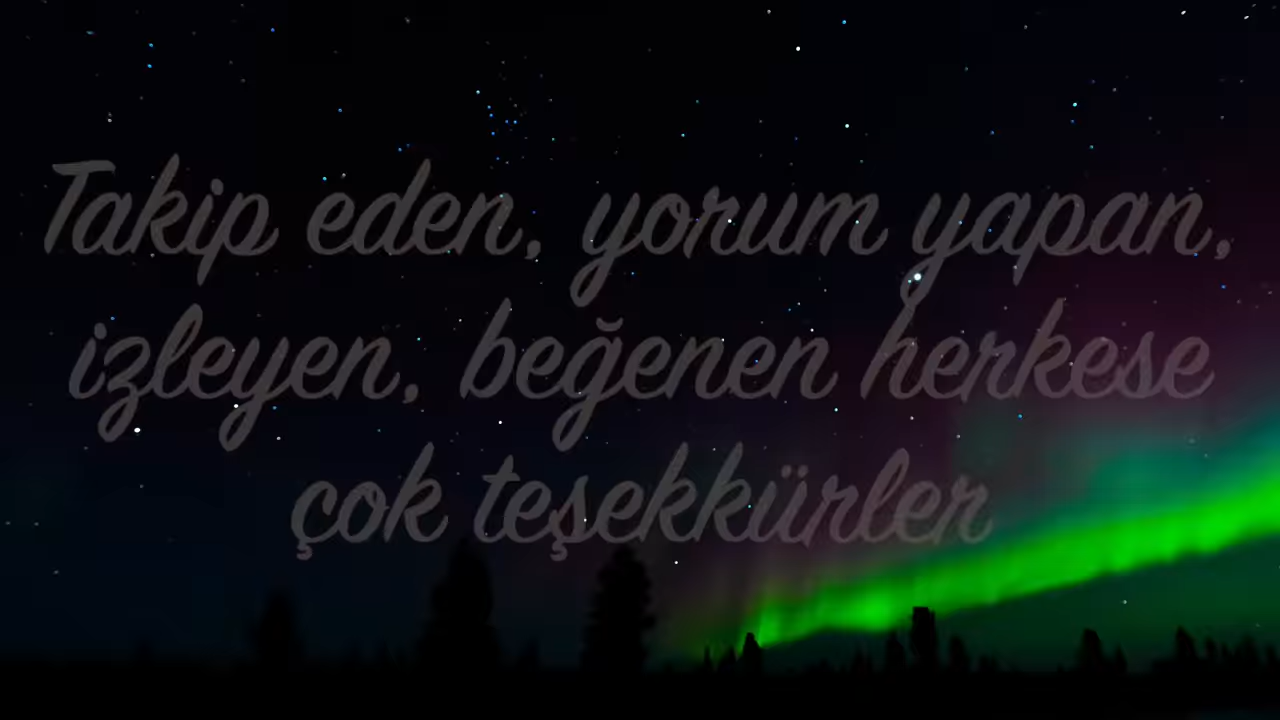 Takip eden, yorum yapan,
izleyen, beğenen herkese
çok teşekkürler